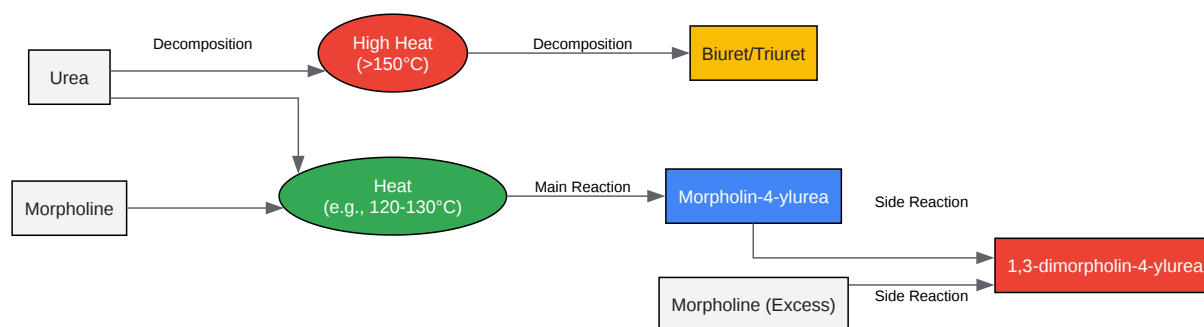 Decomposition
High Heat
(>150°C)
Decomposition
Biuret/Triuret
Urea
Morpholine
Heat
(e.g., 120-130°C)
Main Reaction
Morpholin-4-ylurea
Side Reaction
1,3-dimorpholin-4-ylurea
Morpholine (Excess)
Side Reaction